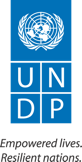 U N
D P
Empowered lives.
Resilient nations.